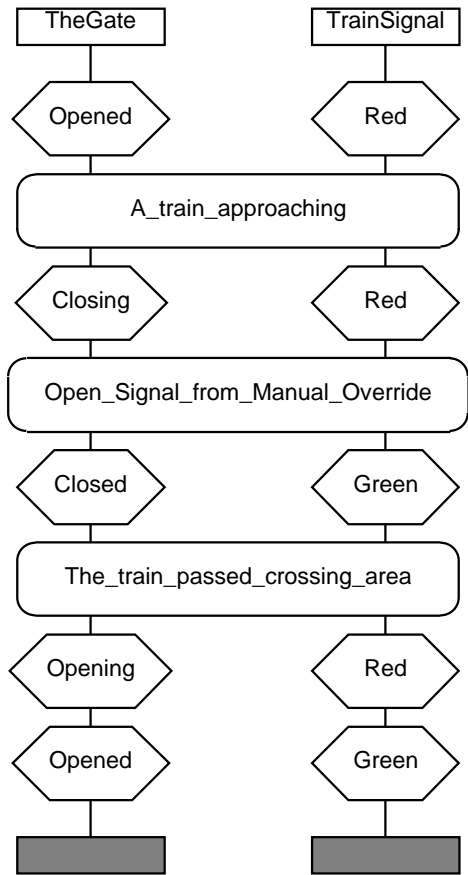 TheGate TrainSignal
Opened Red
A_train_approaching
Closing Red
Open_Signal_from_Manual_Override
Closed Green
The_train_passed_crossing_area
Opening Red
Opened Green